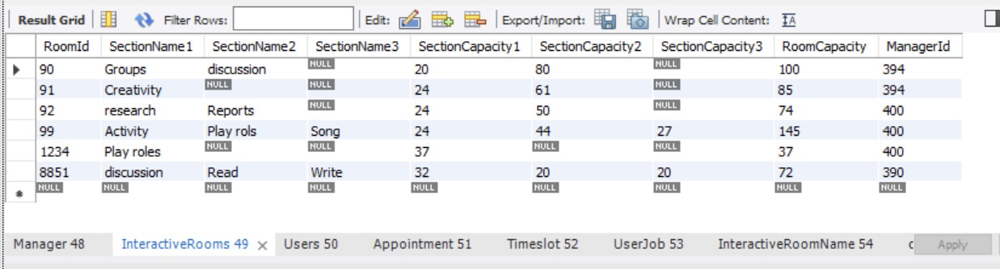 Result Grid Filter Rows: Edit: Export/Import: Wrap Cell Content: IA
RoomId SectionName1 SectionName2 SectionName3 SectionCapacity1 SectionCapacity2 SectionCapacity3 RoomCapacity ManagerId
90 Groups discussion NULL 20 80 NULL 100 394
91 Creativity NULL NULL 24 61 NULL 85 394
92 research Reports NULL 24 50 NULL 74 400
99 Activity Play rols Song 24 44 27 145 400
1234 Play roles NULL NULL 37 NULL NULL 37 400
8851 discussion Read Write 32 20 20 72 390
NULL NULL NULL NULL NULL NULL NULL NULL NULL
Manager 48 InteractiveRooms 49 × Users 50 Appointment 51 Timeslot 52 UserJob 53 InteractiveRoomName 54 Apply